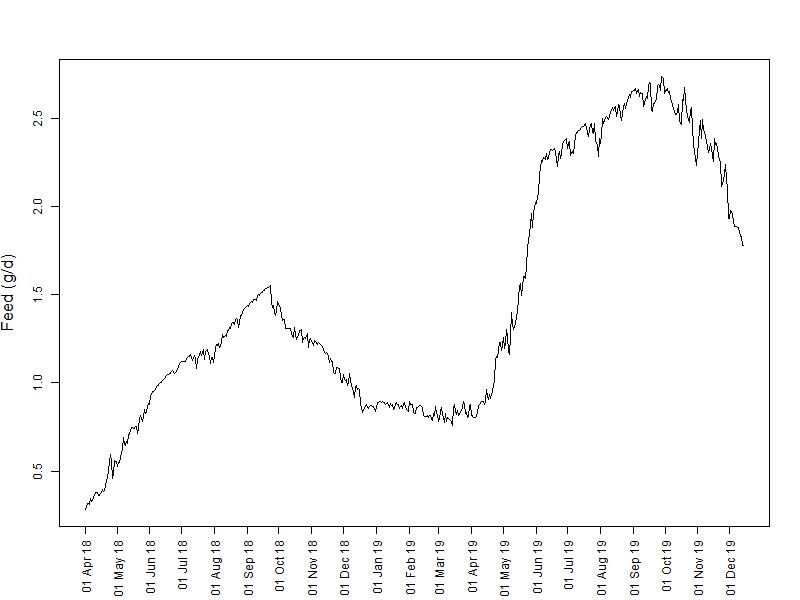 Feed (g/d)
2.5
2.0
1.5
1.0
0.5
01 Apr 18
01 May 18
01 Jun 18
01 Jul 18
01 Aug 18
01 Sep 18
01 Oct 18
01 Nov 18
01 Dec 18
01 Jan 19
01 Feb 19
01 Mar 19
01 Apr 19
01 May 19
01 Jun 19
01 Jul 19
01 Aug 19
01 Sep 19
01 Oct 19
01 Nov 19
01 Dec 19